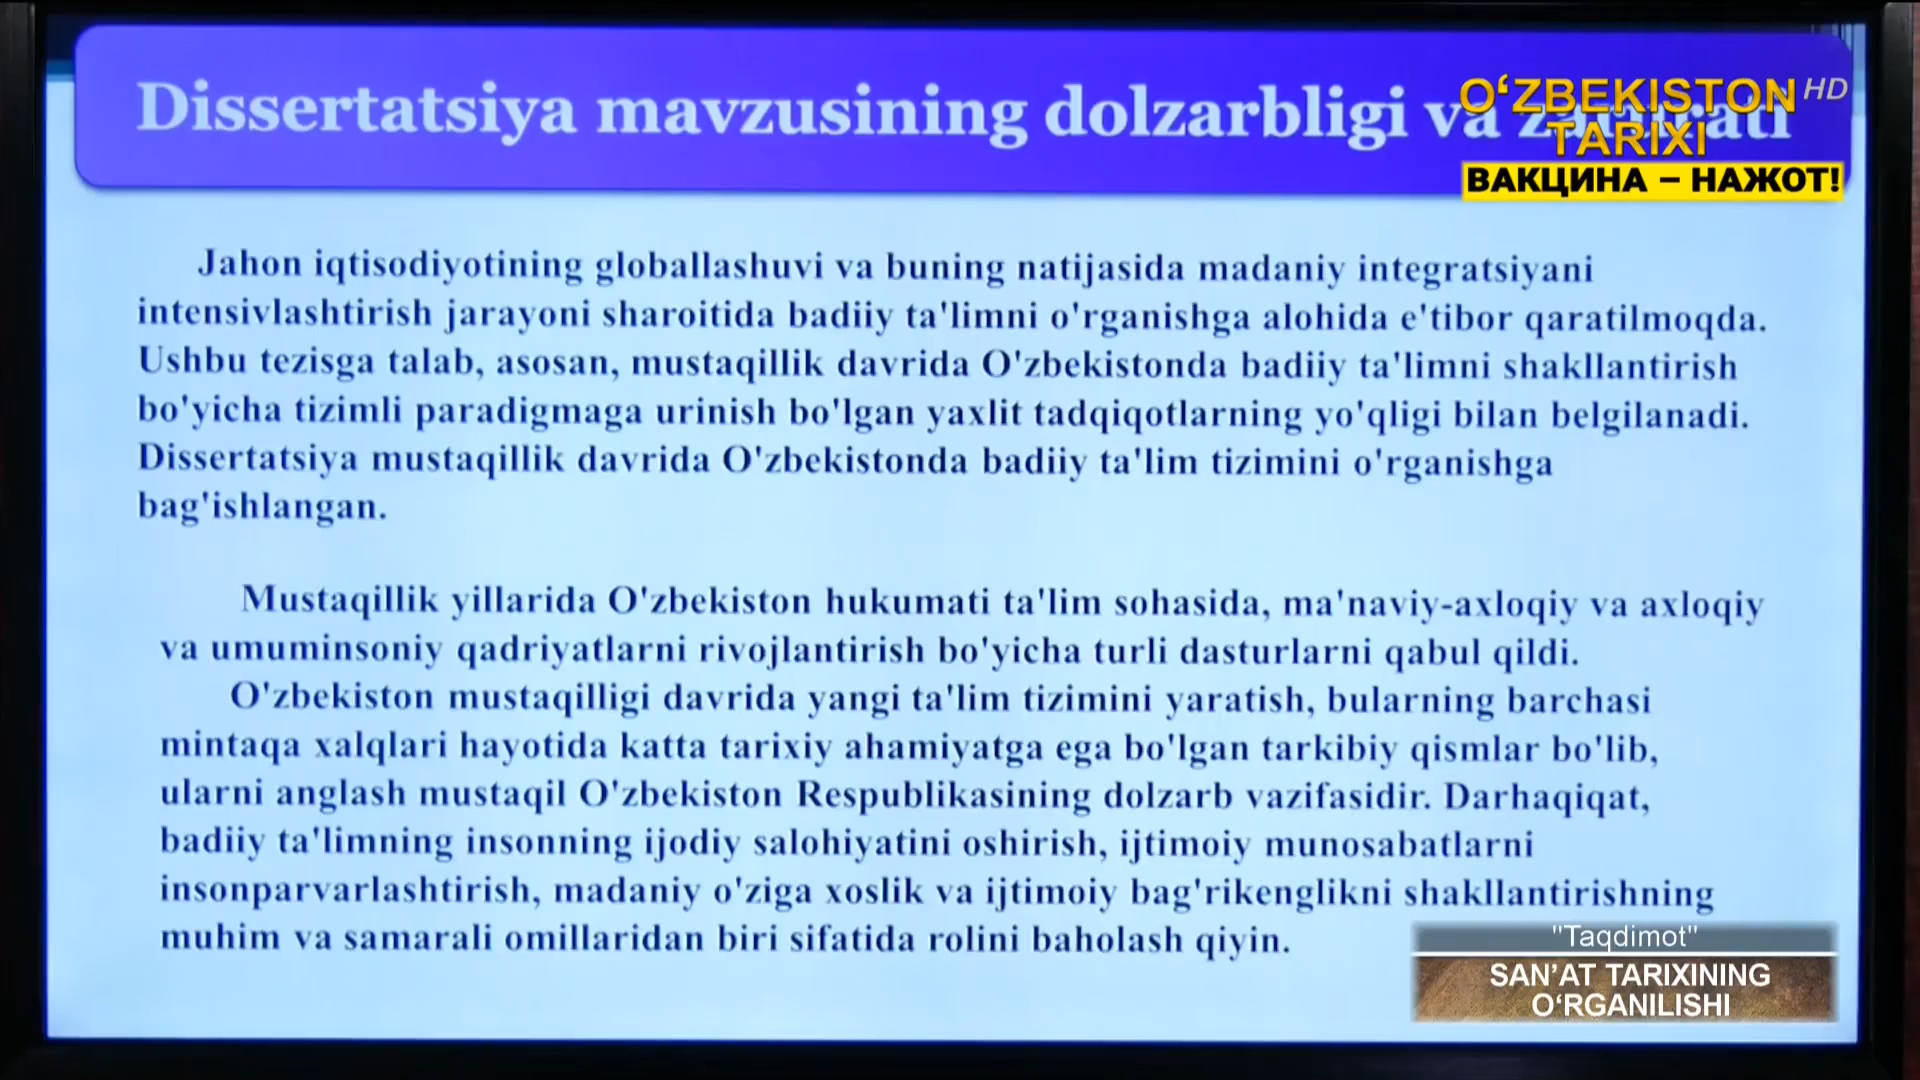 Dissertatsiya mavzusining dolzarbligi va
O‘ZBEKISTON HD
TARIXI
ВАКЦИНА – НАЖОТ!
Jahon iqtisodiyotining globallashuvi va buning natijasida madaniy integratsiyani
intensivlashtirish jarayoni sharoitida badiiy ta'limni o'rganishga alohida e'tibor qaratilmoqda.
Ushbu tezisga talab, asosan, mustaqillik davrida O'zbekistonda badiiy ta'limni shakllantirish
bo'yicha tizimli paradigmaga urinish bo'lgan yaxlit tadqiqotlarning yo'qligi bilan belgilanadi.
Dissertatsiya mustaqillik davrida O'zbekistonda badiiy ta'lim tizimini o'rganishga
bag'ishlangan.
Mustaqillik yillarida O'zbekiston hukumati ta'lim sohasida, ma'naviy-axloqiy va axloqiy
va umuminsoniy qadriyatlarni rivojlantirish bo'yicha turli dasturlarni qabul qildi.
O'zbekiston mustaqilligi davrida yangi ta'lim tizimini yaratish, bularning barchasi
mintaqa xalqlari hayotida katta tarixiy ahamiyatga ega bo'lgan tarkibiy qismlar bo'lib,
ularni anglash mustaqil O'zbekiston Respublikasining dolzarb vazifasidir. Darhaqiqat,
badiiy ta'limning insonning ijodiy salohiyatini oshirish, ijtimoiy munosabatlarni
insonparvarlashtirish, madaniy o'ziga xoslik va ijtimoiy bag'rikenglikni shakllantirishning
muhim va samarali omillaridan biri sifatida rolini baholash qiyin.
"Taqdimot"
SAN’AT TARIXINING
O‘RGANILISHI